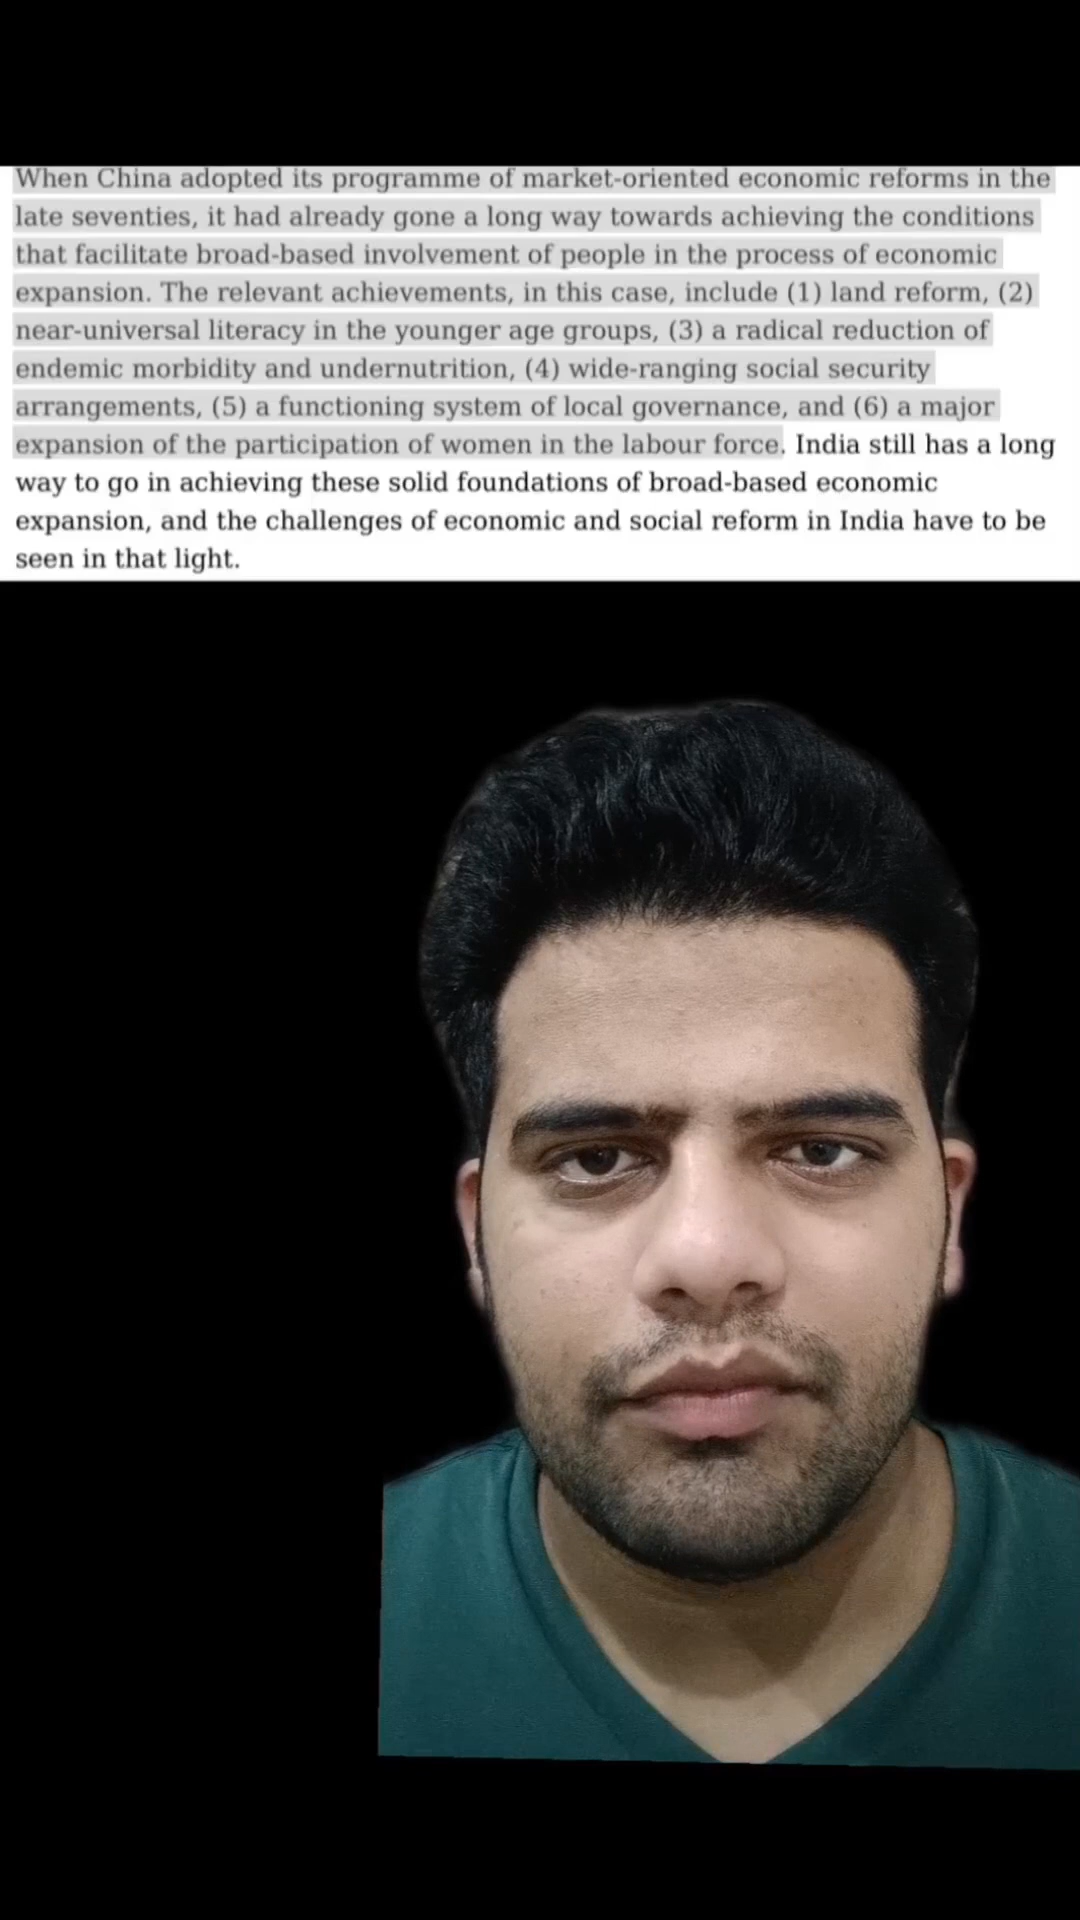 When China adopted its programme of market-oriented economic reforms in the
late seventies, it had already gone a long way towards achieving the conditions
that facilitate broad-based involvement of people in the process of economic
expansion. The relevant achievements, in this case, include (1) land reform, (2)
near-universal literacy in the younger age groups, (3) a radical reduction of
endemic morbidity and undernutrition, (4) wide-ranging social security
arrangements, (5) a functioning system of local governance, and (6) a major
expansion of the participation of women in the labour force. India still has a long
way to go in achieving these solid foundations of broad-based economic
expansion, and the challenges of economic and social reform in India have to be
seen in that light.